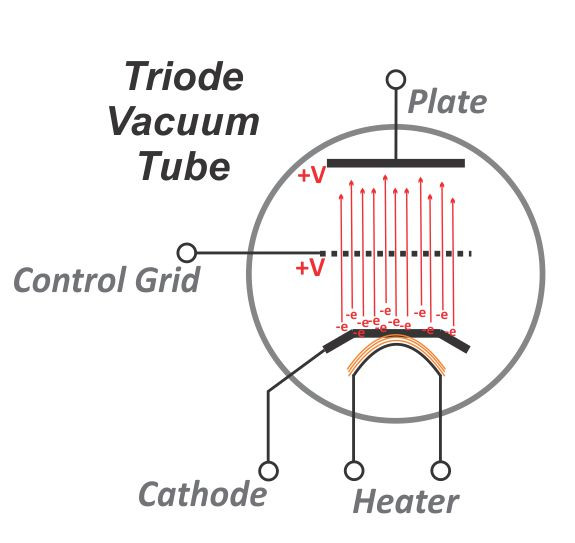 Triode
Vacuum
Tube
Plate
+V
Control Grid
+V
-e -e -e -e
-e -e -e -e -e -e -e
Cathode
Heater